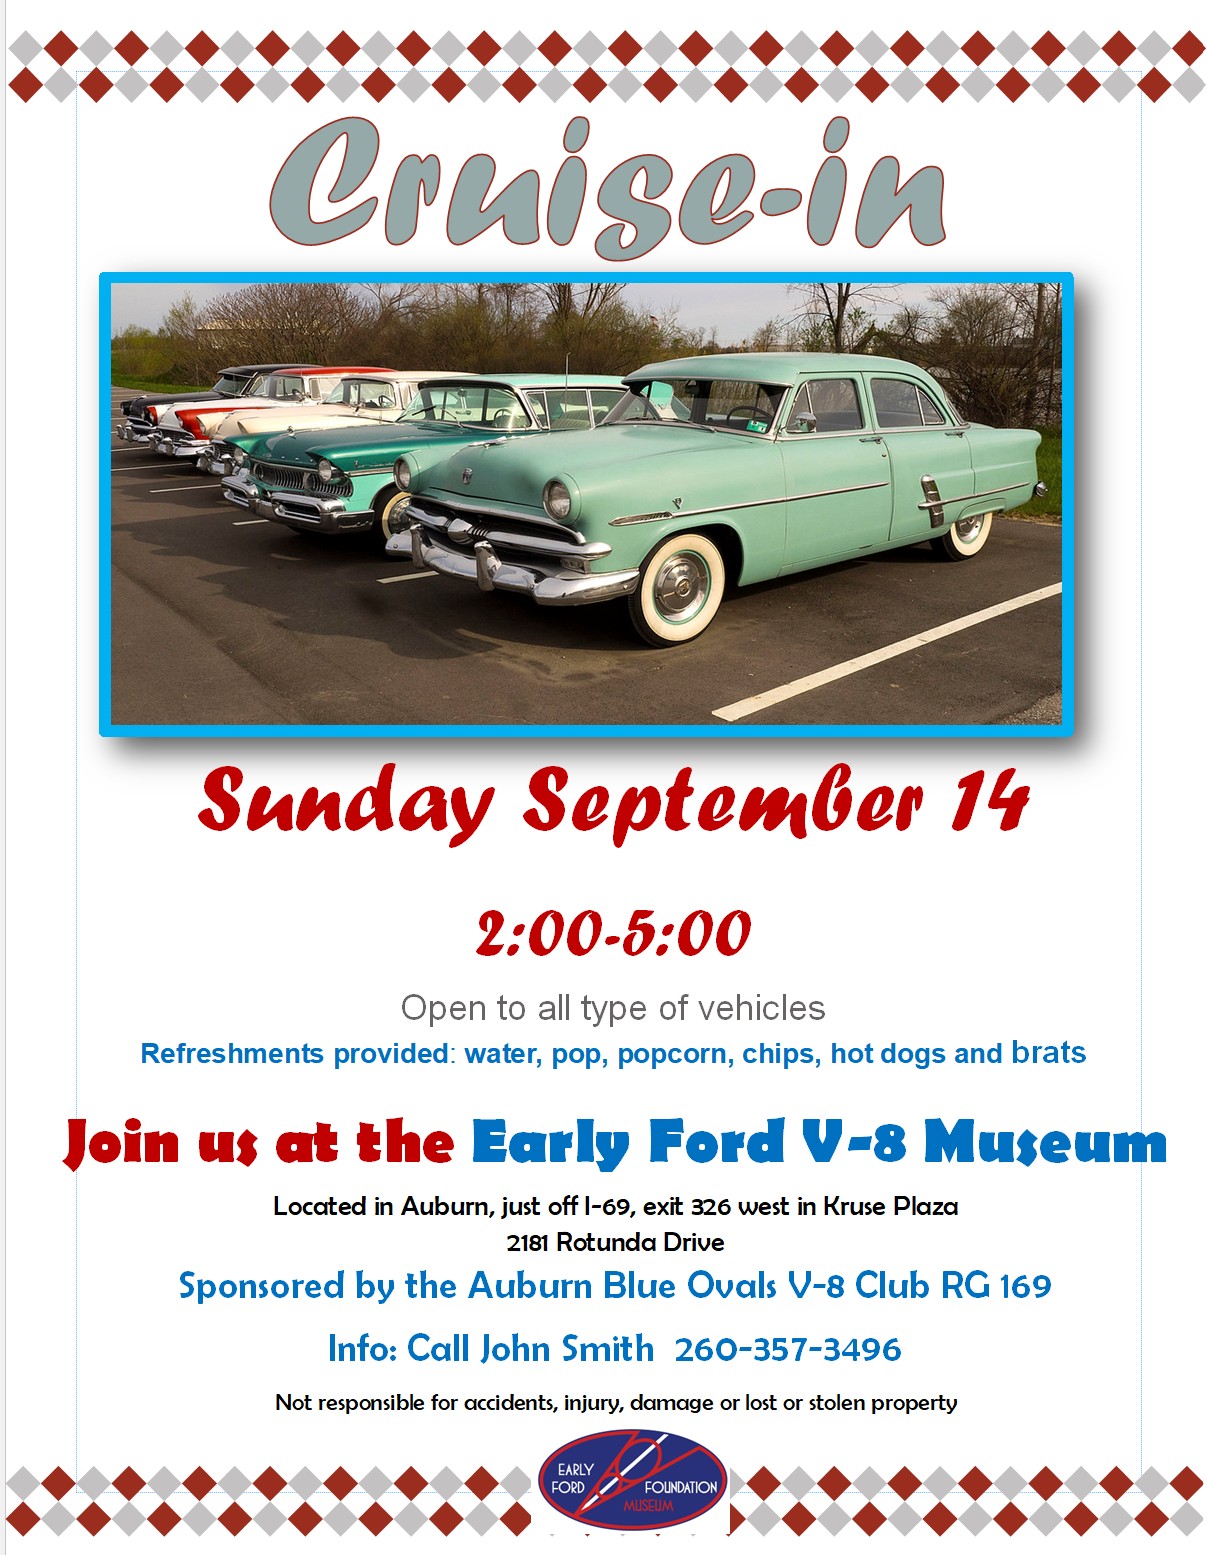 Cruise-in
Sunday September 14
2:00-5:00
Open to all type of vehicles
Refreshments provided: water, pop, popcorn, chips, hot dogs and brats
Join us at the Early Ford V-8 Museum
Located in Auburn, just off I-69, exit 326 west in Kruse Plaza
2181 Rotunda Drive
Sponsored by the Auburn Blue Ovals V-8 Club RG 169
Info: Call John Smith 260-357-3496
Not responsible for accidents, injury, damage or lost or stolen property
EARLY
FORD FOUNDATION
MUSEUM